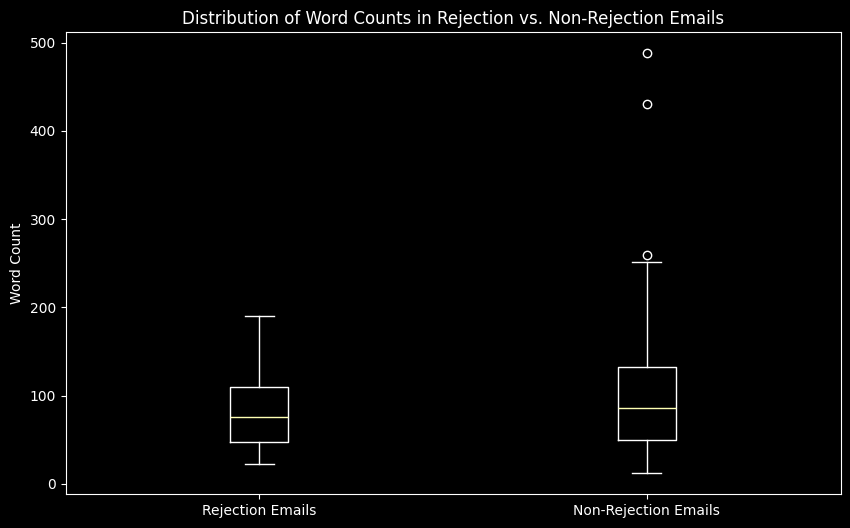 Distribution of Word Counts in Rejection vs. Non-Rejection Emails
500
400
300
200
100
0
Word Count
Rejection Emails
Non-Rejection Emails